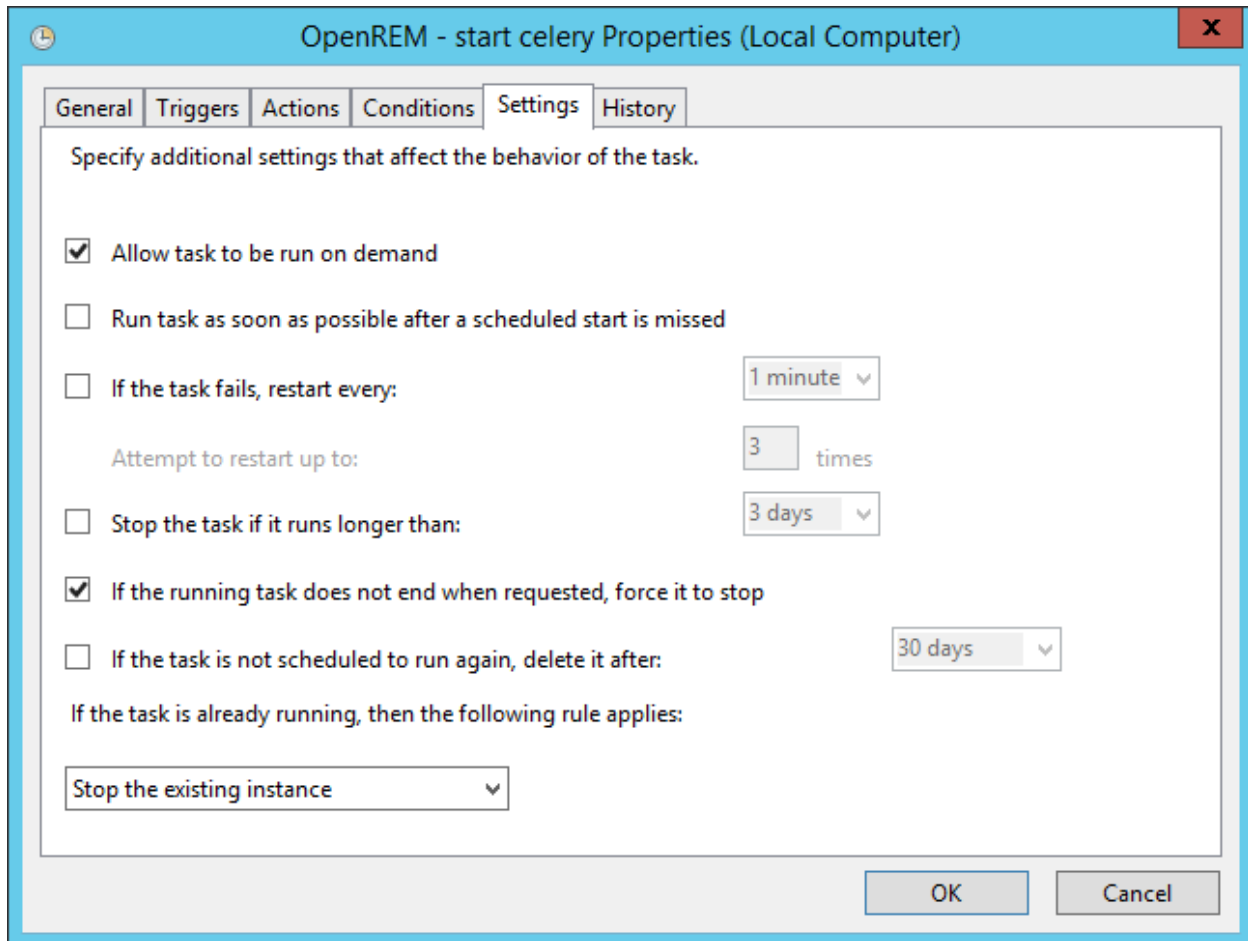 OpenREM - start celery Properties (Local Computer)
x
General Triggers Actions Conditions Settings History
Specify additional settings that affect the behavior of the task.
Allow task to be run on demand
Run task as soon as possible after a scheduled start is missed
If the task fails, restart every: 1 minute
Attempt to restart up to: 3 times
Stop the task if it runs longer than: 3 days
If the running task does not end when requested, force it to stop
If the task is not scheduled to run again, delete it after: 30 days
If the task is already running, then the following rule applies:
Stop the existing instance
OK Cancel